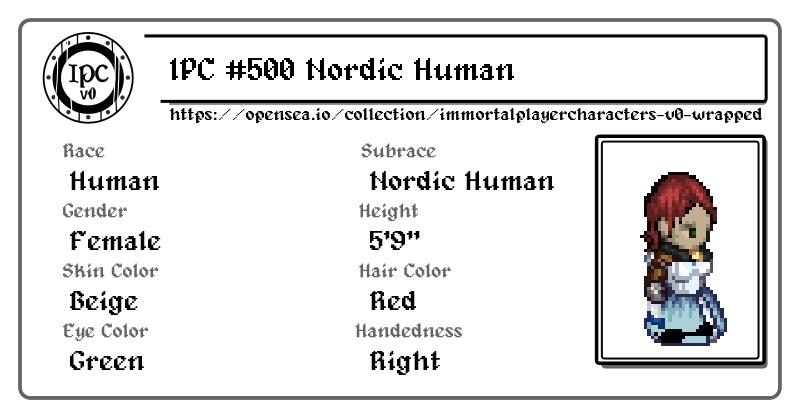 IPC
v0
IPC #500 Nordic Human
https://opensea.io/collection/immortalplayercharacters-v0-wrapped
Race
Human
Subrace
Nordic Human
Gender
Female
Height
5'9"
Skin Color
Beige
Hair Color
Red
Eye Color
Green
Handedness
Right